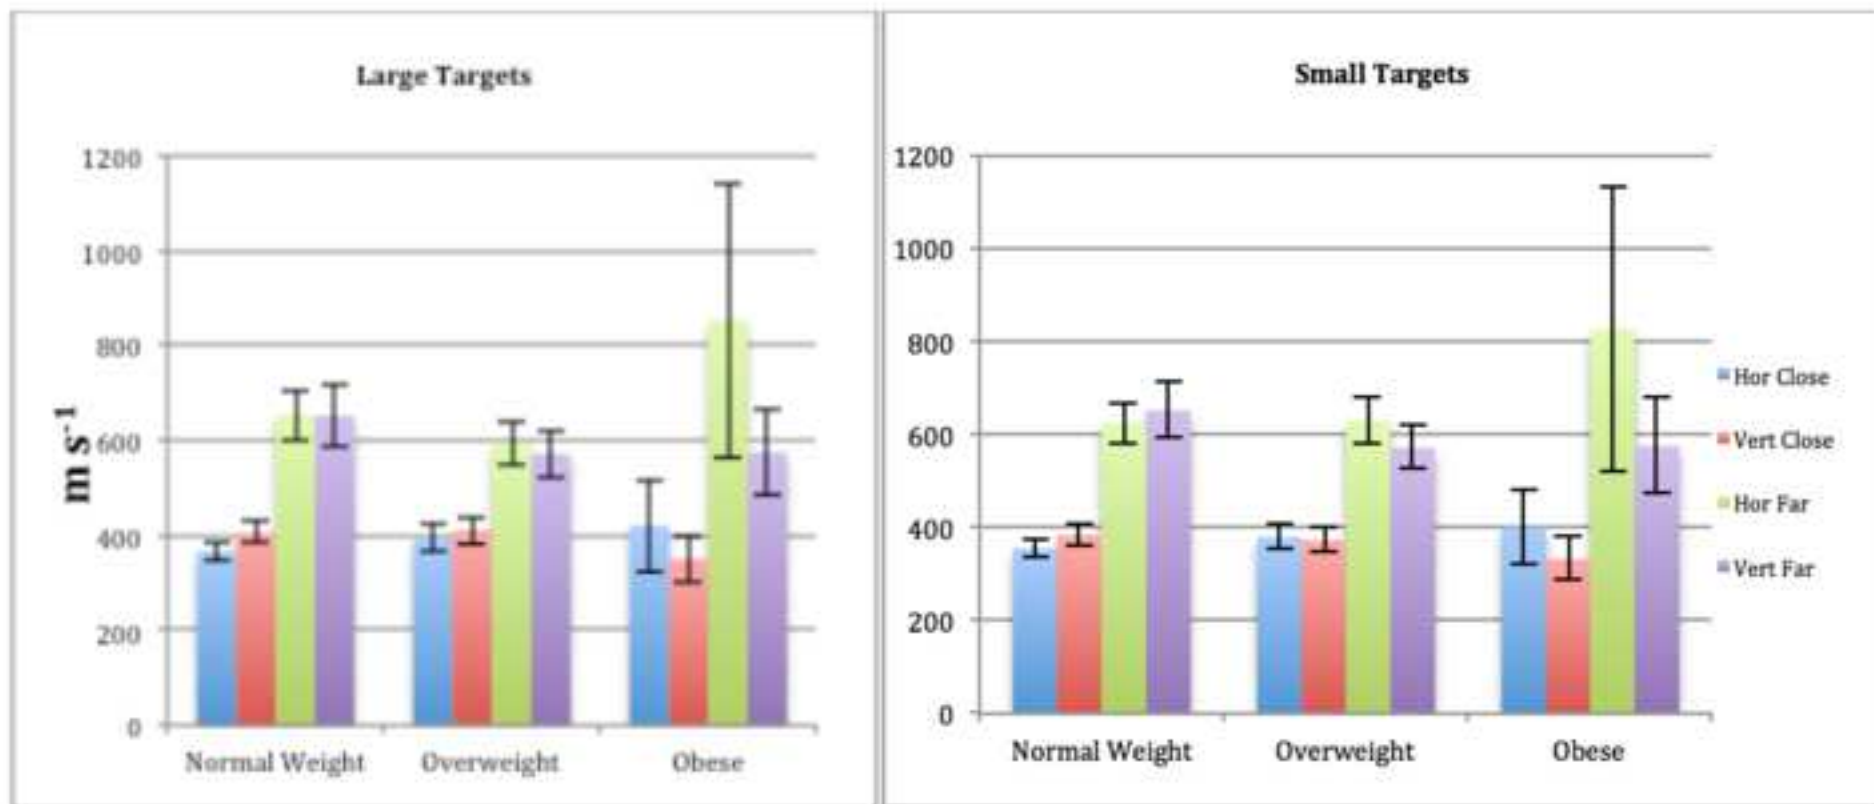 Large Targets
1200
1000
800
600
400
200
0
m s-1
Normal Weight Overweight Obese
Small Targets
1200
1000
800
600
400
200
0
Normal Weight Overweight Obese
Hor Close
Vert Close
Hor Far
Vert Far